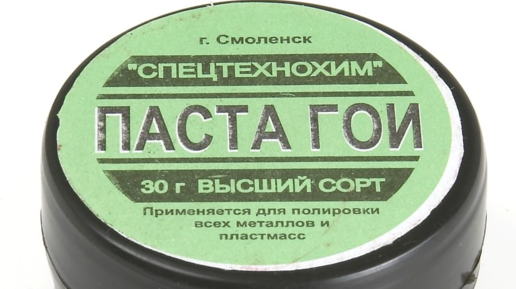 г. Смоленск
"СПЕЦТЕХНОХИМ"
ПАСТА ГОИ
30 г ВЫСШИЙ СОРТ
Применяется для полировки
всех металлов и
пластмасс